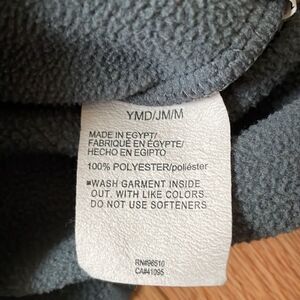 YMD/JM/M
MADE IN EGYPT/
FABRIQUÉ EN ÉGYPTE/
HECHO EN EGIPTO
100% POLYESTER/poliéster
=WASH GARMENT INSIDE
OUT, WITH LIKE COLORS.
DO NOT USE SOFTENERS
RN#96510
CA#41095